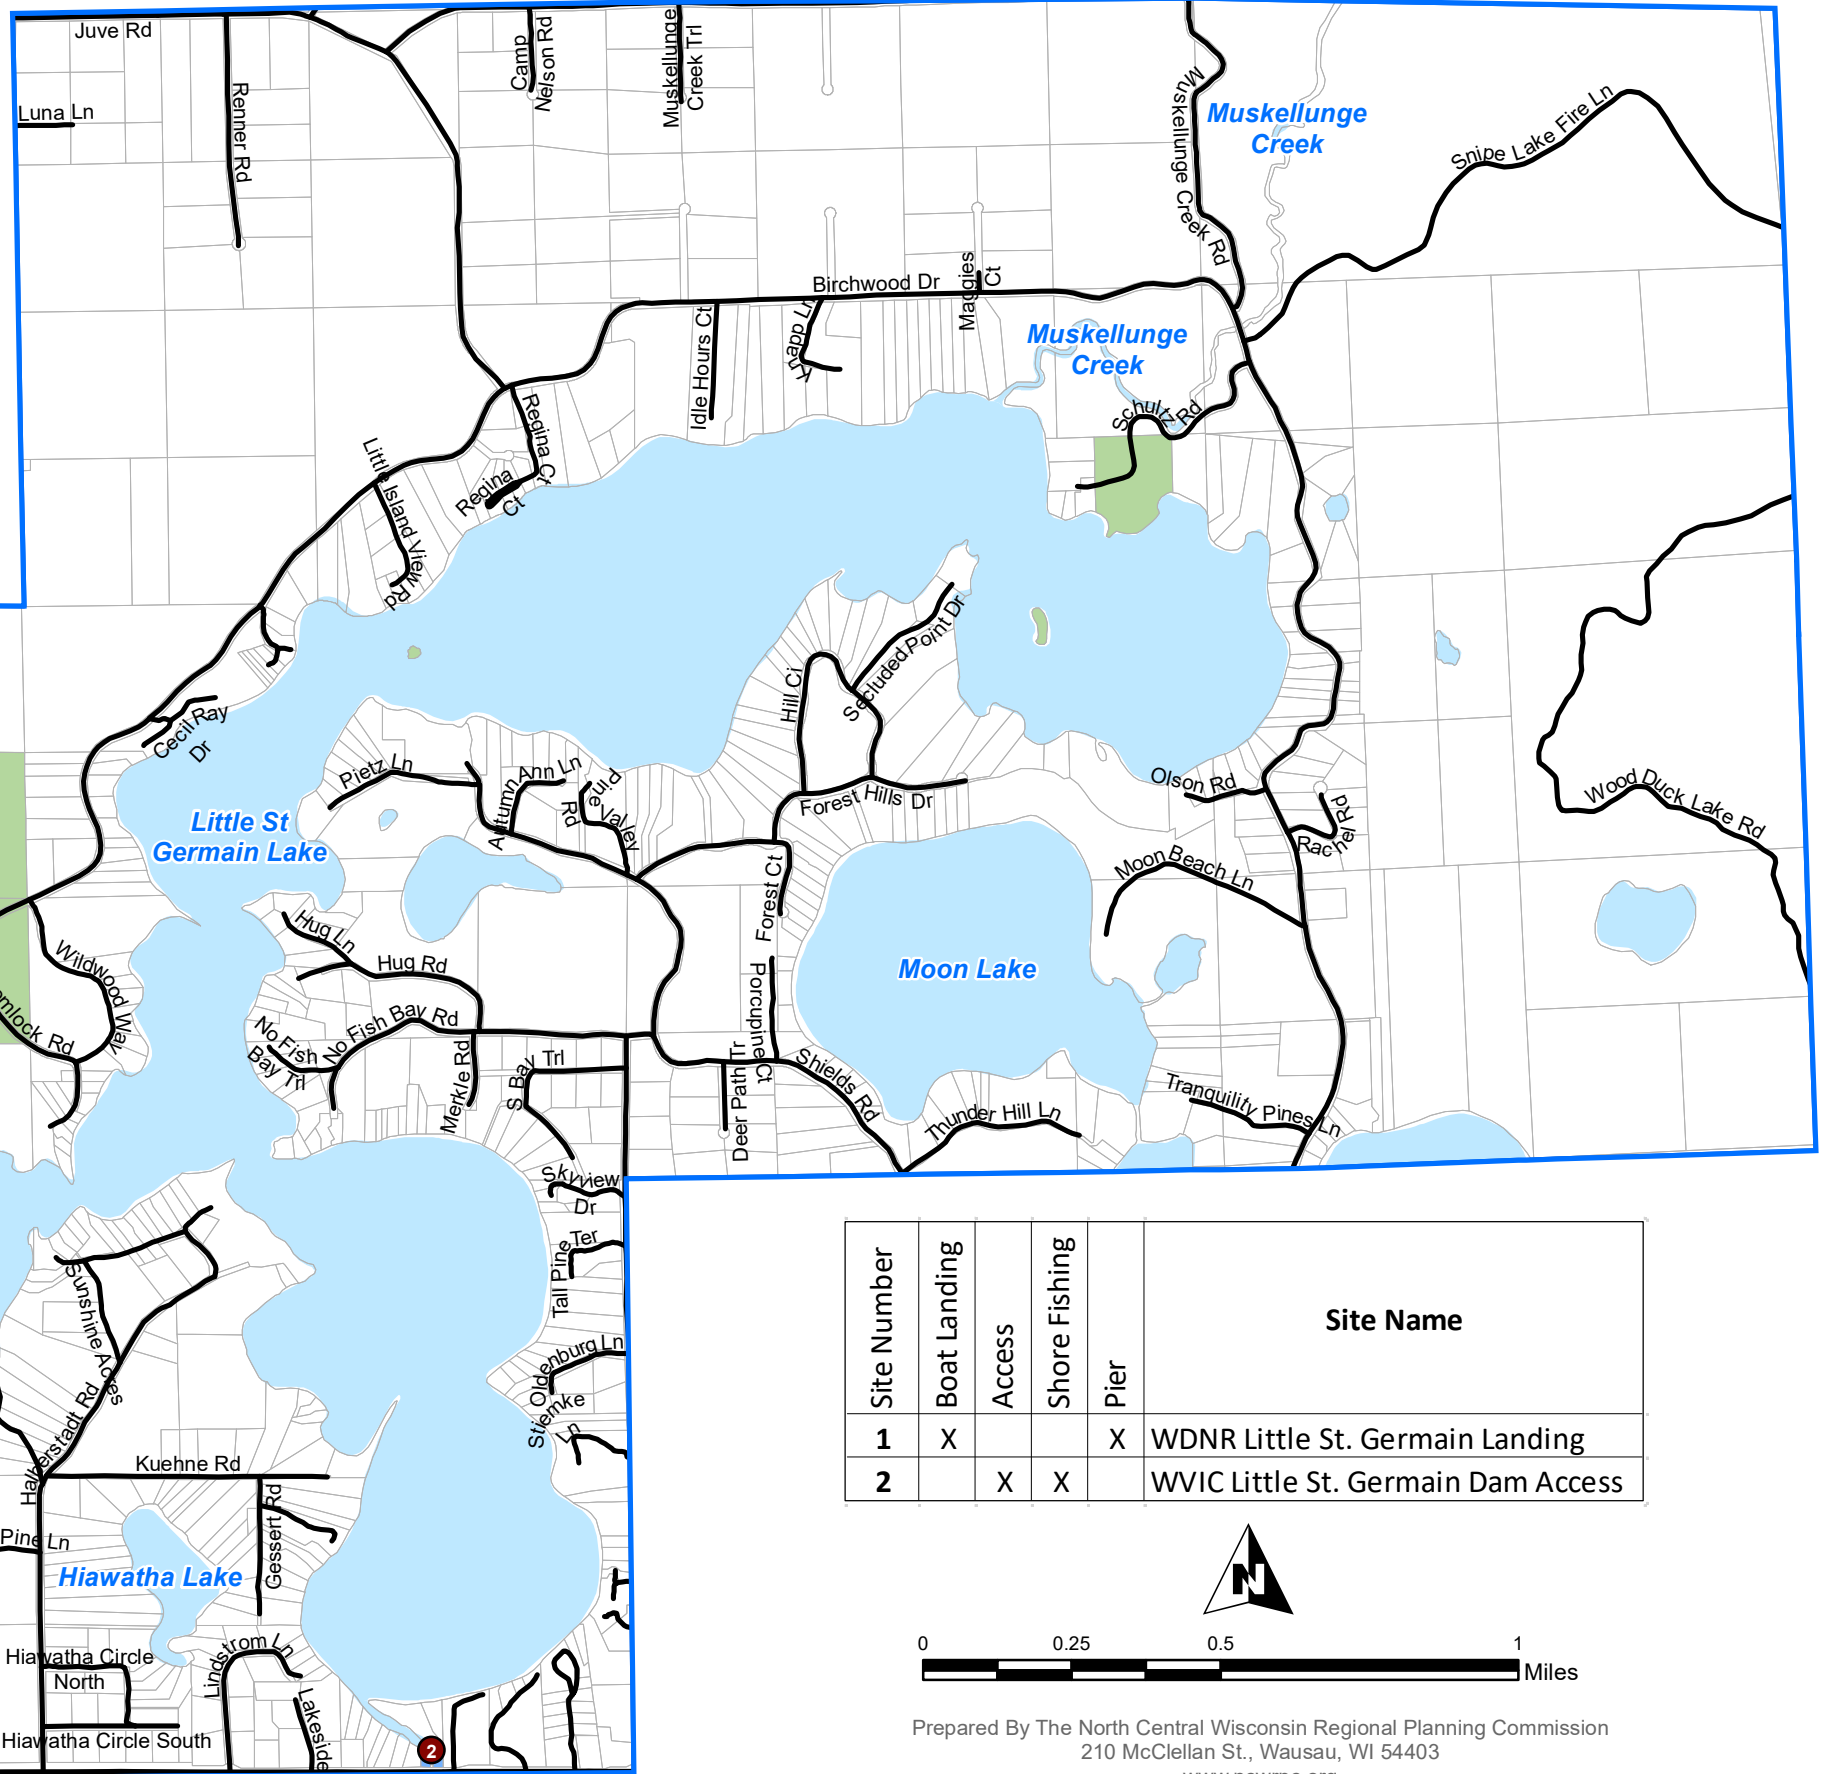 Juve Rd
Luna Ln
Renner Rd
Camp
Nelson Rd
Muskellunge
Creek Trl
Muskellunge Creek Rd
Muskellunge
Creek
Snipe Lake Fire Ln
Birchwood Dr
Maggies
Ct
Idle Hours Ct
Knapp Ln
Muskellunge
Creek
Schultz Rd
Regina Ct
Regina
Ct
Little Island View
Rd
Secluded Point Dr
Hill Ci
Cecil Ray
Dr
Pietz Ln
Autumn
Ann Ln
Pine Valley
Rd
Forest Hills Dr
Olson Rd
Rachel Rd
Wood Duck Lake Rd
Little St
Germain Lake
Moon Beach Ln
Forest Ct
Hug Ln
Hug Rd
Wildwood Way
Moon Lake
Porcupine Ct
mlock Rd
No Fish Bay Rd
No Fish
Bay Trl
Merkle Rd
S Bay Trl
Deer Path Tr
Shields Rd
Thunder Hill Ln
Tranquility Pines Ln
Skyview
Dr
Tall Pine Ter
Sunshine Acres
Oldenburg Ln
Stiemke
Ln
Halberstadt Rd
Kuehne Rd
Gessert Rd
Pine Ln
Hiawatha Lake
Hiawatha Circle
North
Lindstrom Ln
Lakeside
Hiawatha Circle South
2
Site Number Boat Landing Access Shore Fishing Pier Site Name
1 X X WDNR Little St. Germain Landing
2 X X WVIC Little St. Germain Dam Access
N
0 0.25 0.5 1
Miles
Prepared By The North Central Wisconsin Regional Planning Commission
210 McClellan St., Wausau, WI 54403